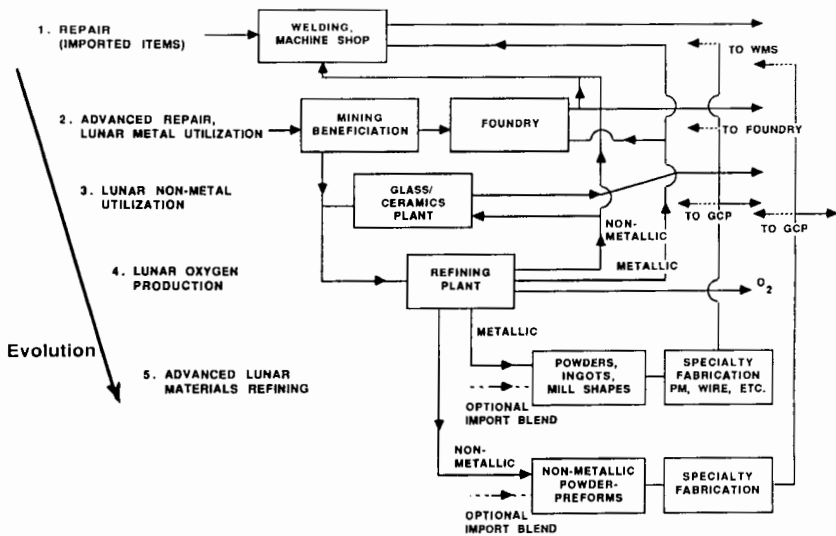 1. REPAIR
(IMPORTED ITEMS)
WELDING,
MACHINE SHOP
TO WMS
2. ADVANCED REPAIR,
LUNAR METAL UTILIZATION
MINING
BENEFICIATION
FOUNDRY
TO FOUNDRY
3. LUNAR NON-METAL
UTILIZATION
GLASS/
CERAMICS
PLANT
TO GCP
TO GCP
NON-
METALLIC
METALLIC
4. LUNAR OXYGEN
PRODUCTION
REFINING
PLANT
O2
METALLIC
Evolution
5. ADVANCED LUNAR
MATERIALS REFINING
POWDERS,
INGOTS,
MILL SHAPES
SPECIALTY
FABRICATION
PM, WIRE, ETC.
OPTIONAL
IMPORT BLEND
NON-
METALLIC
NON-METALLIC
POWDER-
PREFORMS
SPECIALTY
FABRICATION
OPTIONAL
IMPORT BLEND